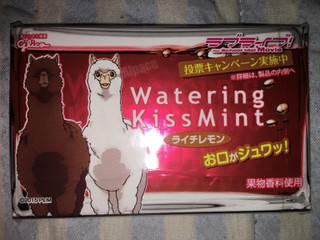 ラブライブ!
The School Idol Movie
投票キャンペーン実施中
※詳細は、製品の内側へ
Alpaca
Watering
KissMint
ライチレモン
お口がジュワッ!
果物香料使用